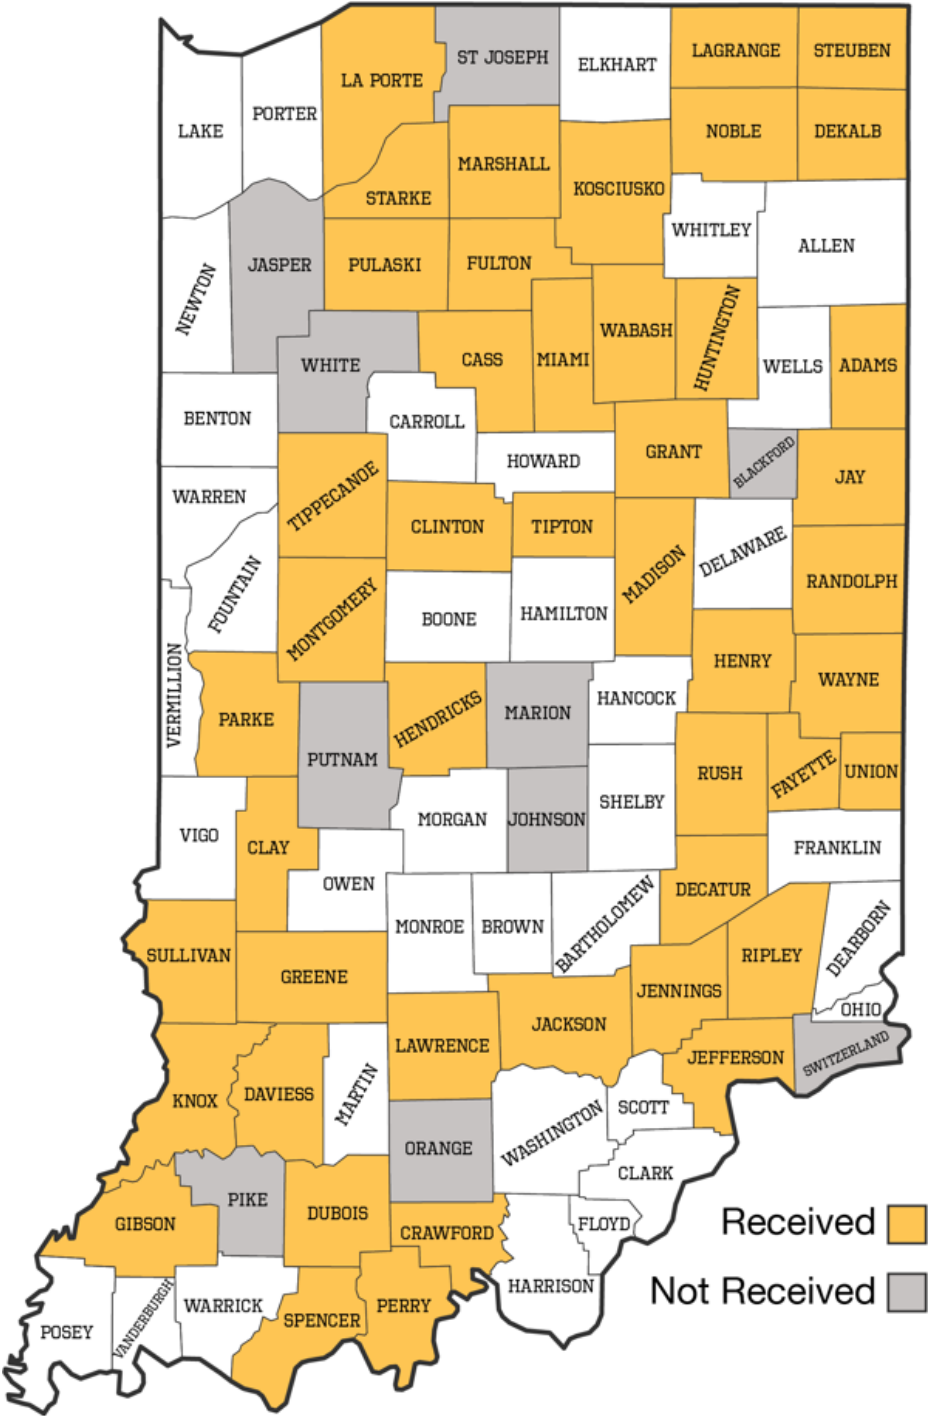 ST JOSEPH
LAGRANGE
STEUBEN
ELKHART
LA PORTE
PORTER
LAKE
NOBLE
DEKALB
MARSHALL
KOSCIUSKO
STARKE
WHITLEY
ALLEN
JASPER
PULASKI
FULTON
NEWTON
WABASH
HUNTINGTON
WHITE
CASS
MIAMI
WELLS
ADAMS
BENTON
CARROLL
HOWARD
GRANT
BLACKFORD
JAY
WARREN
TIPPECANOE
CLINTON
TIPTON
MADISON
DELAWARE
RANDOLPH
FOUNTAIN
MONTGOMERY
BOONE
HAMILTON
HENRY
WAYNE
VERMILLION
PARKE
HENDRICKS
MARION
HANCOCK
PUTNAM
RUSH
FAYETTE
UNION
SHELBY
MORGAN
JOHNSON
VIGO
CLAY
FRANKLIN
OWEN
DECATUR
MONROE
BROWN
BARTHOLOMEW
DEARBORN
SULLIVAN
GREENE
RIPLEY
JENNINGS
OHIO
JACKSON
LAWRENCE
JEFFERSON
SWITZERLAND
KNOX
DAVIESS
MARTIN
SCOTT
WASHINGTON
ORANGE
CLARK
PIKE
DUBOIS
GIBSON
CRAWFORD
FLOYD
Received
HARRISON
Not Received
WARRICK
PERRY
SPENCER
POSEY
VANDERBURGH